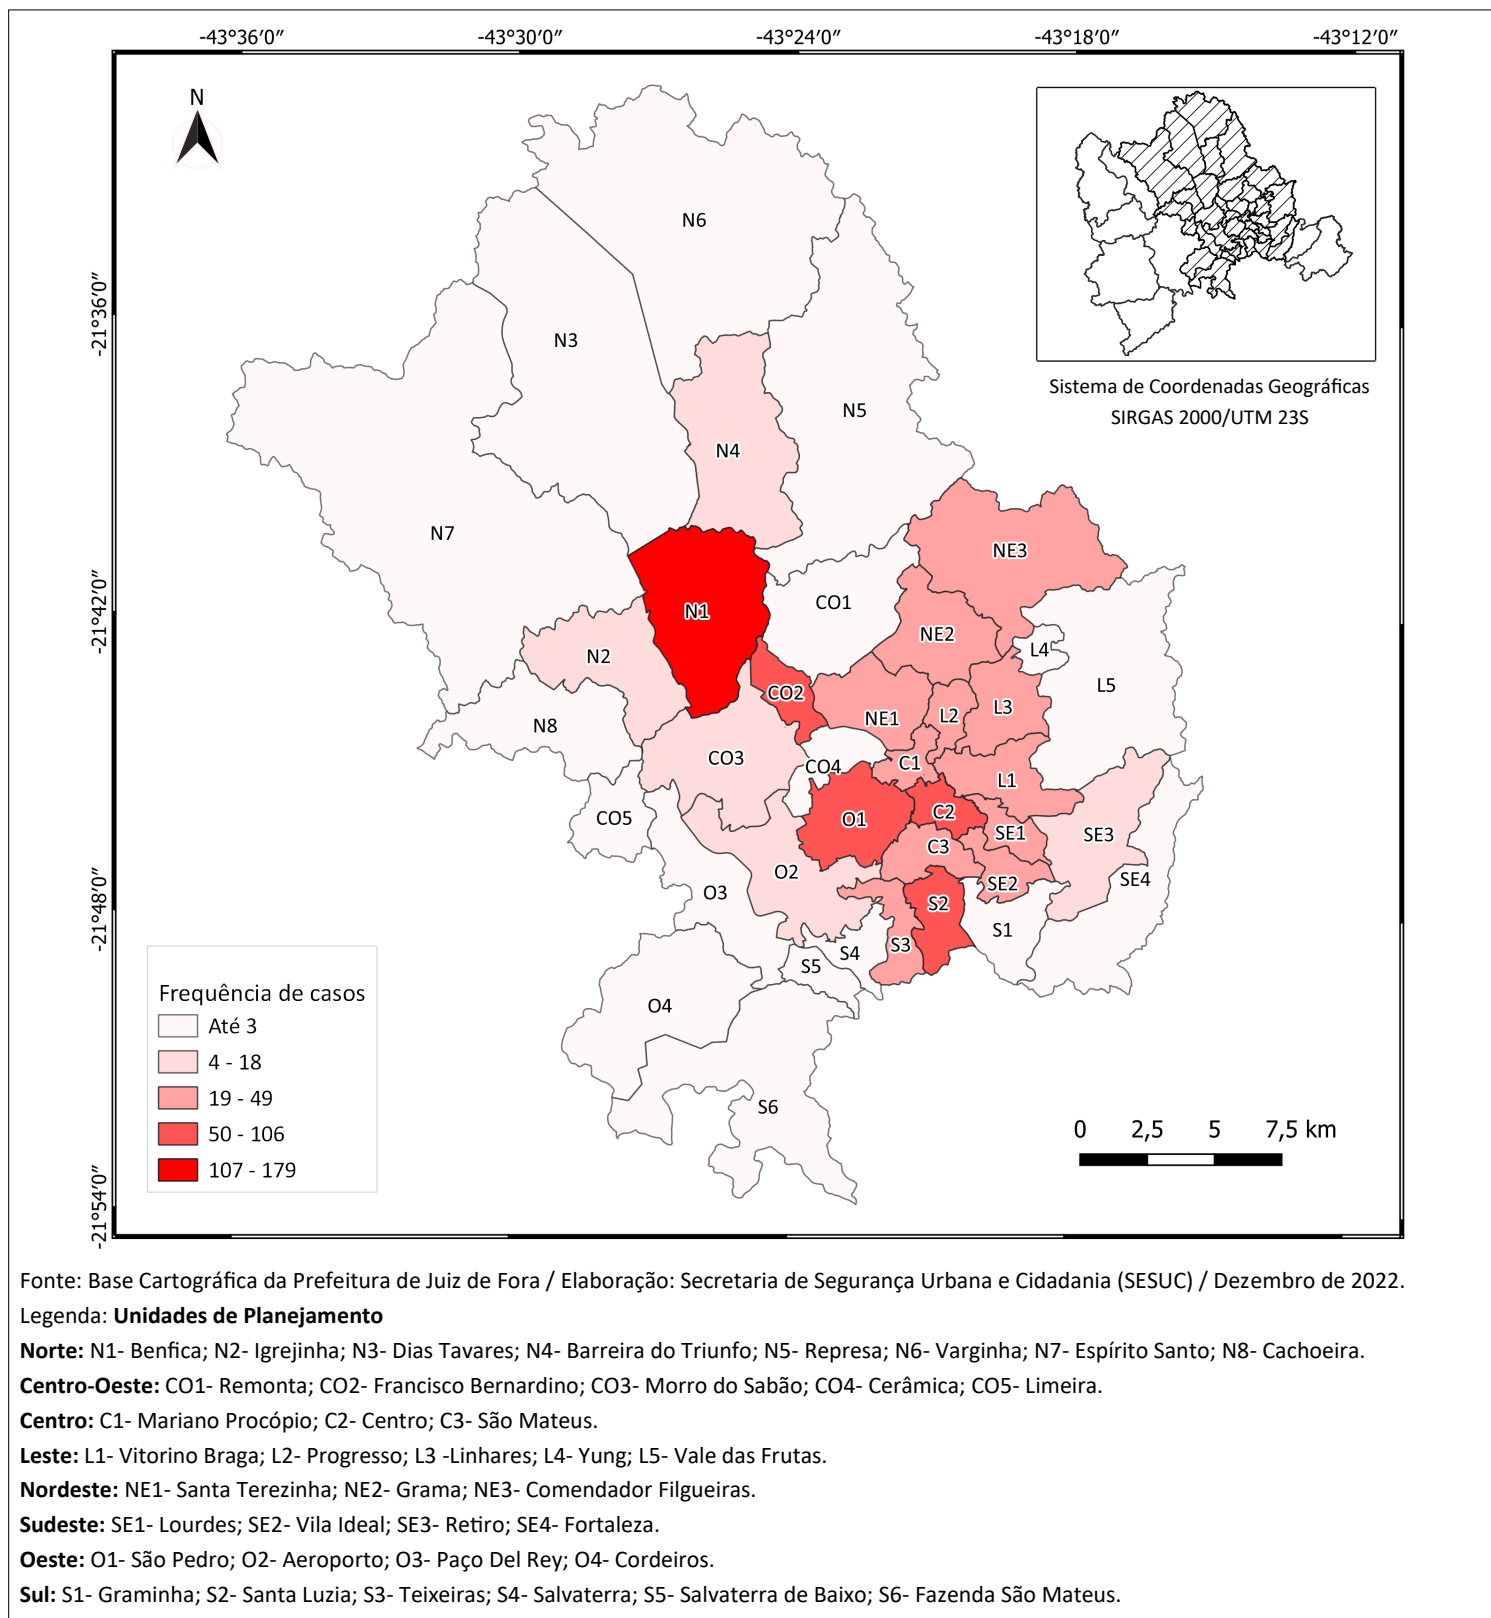 -43°36′0″ -43°30′0″ -43°24′0″ -43°18′0″ -43°12′0″
N
N6
-21°36′0″
N3
Sistema de Coordenadas Geográficas
SIRGAS 2000/UTM 23S
N5
N4
N7
NE3
-21°42′0″
N1
CO1
NE2
L4
N2
L5
CO2
L3
L2
NE1
N8
CO3
C1
CO4
L1
C2
CO5
O1
SE1
SE3
C3
O2
SE2
SE4
-21°48′0″
O3
S2
S1
S3
S4
S5
Frequência de casos
O4
Até 3
4 - 18
19 - 49
S6
50 - 106
0 2,5 5 7,5 km
107 - 179
-21°54′0″
Fonte: Base Cartográfica da Prefeitura de Juiz de Fora / Elaboração: Secretaria de Segurança Urbana e Cidadania (SESUC) / Dezembro de 2022.
Legenda: Unidades de Planejamento
Norte: N1- Benfica; N2- Igrejinha; N3- Dias Tavares; N4- Barreira do Triunfo; N5- Represa; N6- Varginha; N7- Espírito Santo; N8- Cachoeira.
Centro-Oeste: CO1- Remonta; CO2- Francisco Bernardino; CO3- Morro do Sabão; CO4- Cerâmica; CO5- Limeira.
Centro: C1- Mariano Procópio; C2- Centro; C3- São Mateus.
Leste: L1- Vitorino Braga; L2- Progresso; L3 -Linhares; L4- Yung; L5- Vale das Frutas.
Nordeste: NE1- Santa Terezinha; NE2- Grama; NE3- Comendador Filgueiras.
Sudeste: SE1- Lourdes; SE2- Vila Ideal; SE3- Retiro; SE4- Fortaleza.
Oeste: O1- São Pedro; O2- Aeroporto; O3- Paço Del Rey; O4- Cordeiros.
Sul: S1- Graminha; S2- Santa Luzia; S3- Teixeiras; S4- Salvaterra; S5- Salvaterra de Baixo; S6- Fazenda São Mateus.